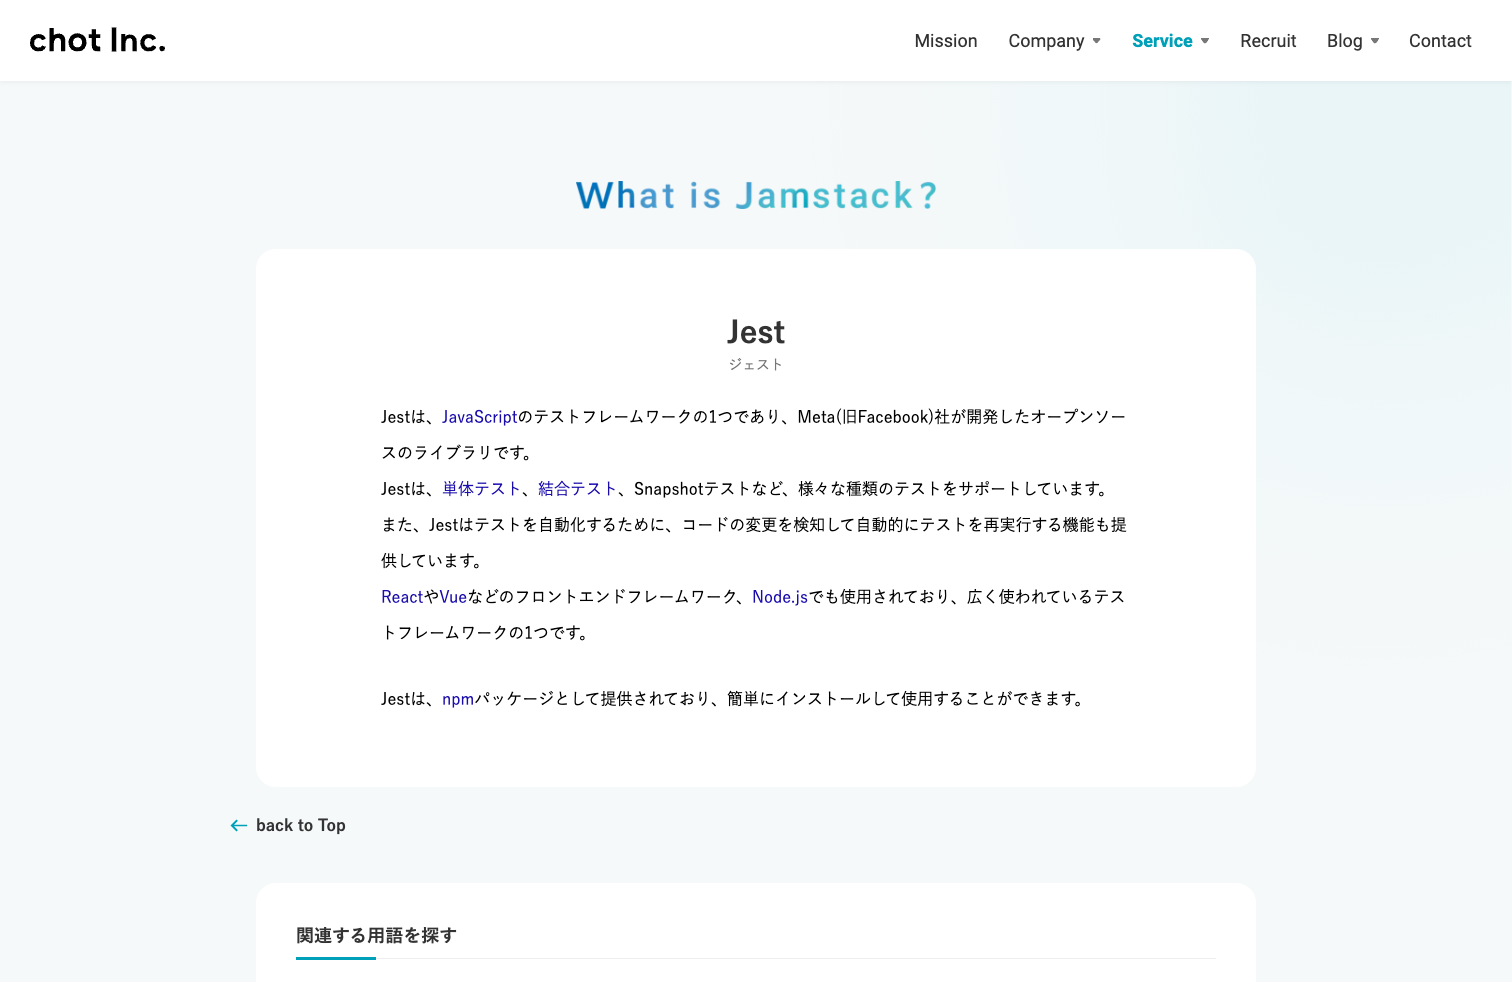 chot Inc.
Mission Company Service Recruit Blog Contact
What is Jamstack?
Jest
ジェスト
Jestは、JavaScriptのテストフレームワークの1つであり、Meta(旧Facebook)社が開発したオープンソー
スのライブラリです。
Jestは、単体テスト、結合テスト、Snapshotテストなど、様々な種類のテストをサポートしています。
また、Jestはテストを自動化するために、コードの変更を検知して自動的にテストを再実行する機能も提
供しています。
ReactやVueなどのフロントエンドフレームワーク、Node.jsでも使用されており、広く使われているテス
トフレームワークの1つです。
Jestは、npmパッケージとして提供されており、簡単にインストールして使用することができます。
back to Top
関連する用語を探す